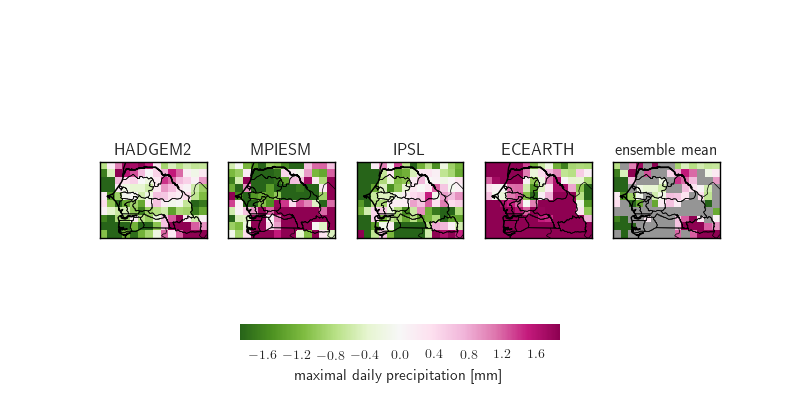 HADGEM2 MPIESM IPSL ECEARTH ensemble mean
−1.6 −1.2 −0.8 −0.4 0.0 0.4 0.8 1.2 1.6
maximal daily precipitation [mm]